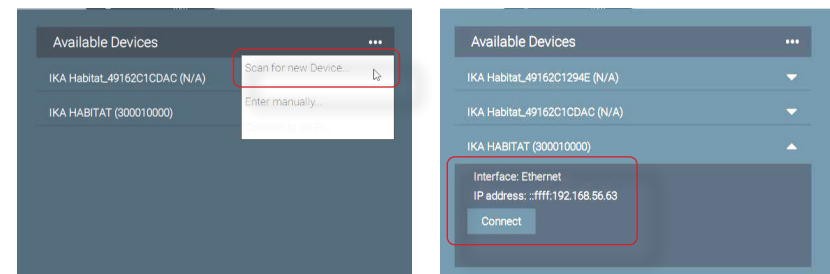 Available Devices
Scan for new Device...
IKA Habitat_49162C1CDAC (N/A)
Enter manually...
IKA HABITAT (300010000)
Available Devices
IKA Habitat_49162C1294E (N/A)
IKA Habitat_49162C1CDAC (N/A)
IKA HABITAT (300010000)
Interface: Ethernet
IP address: ::ffff:192.168.56.63
Connect